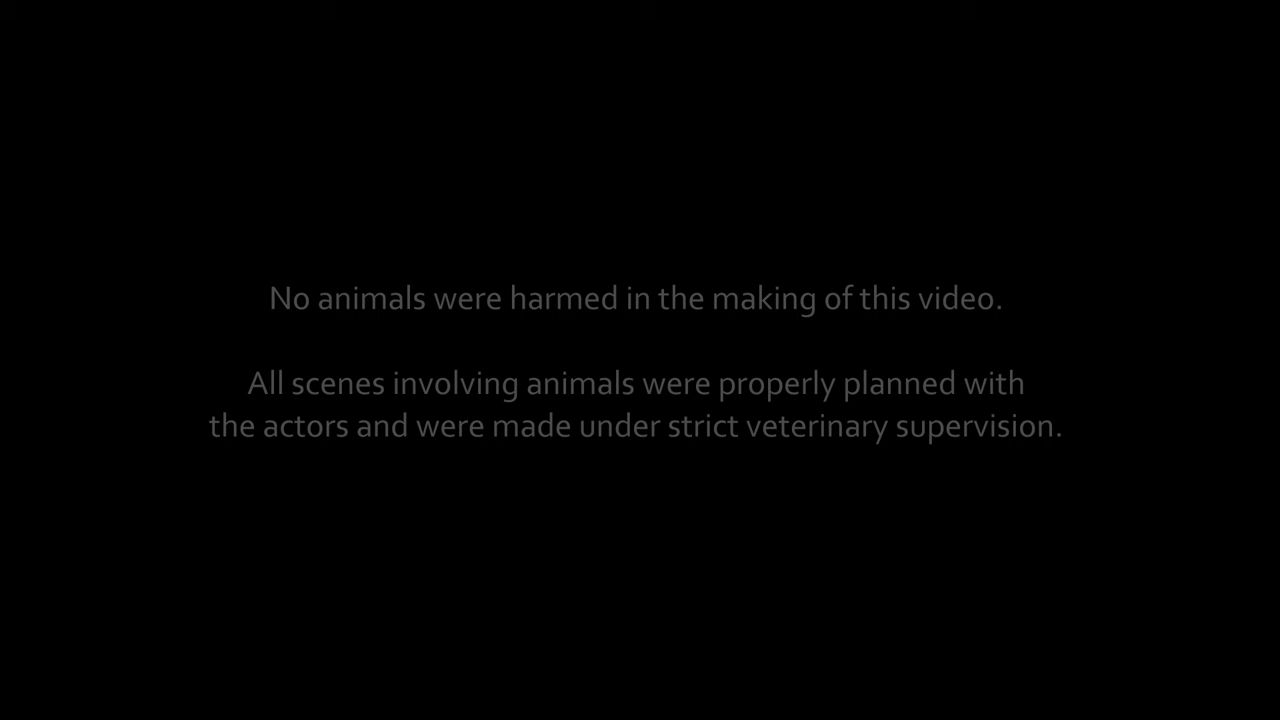 No animals were harmed in the making of this video.
All scenes involving animals were properly planned with
the actors and were made under strict veterinary supervision.